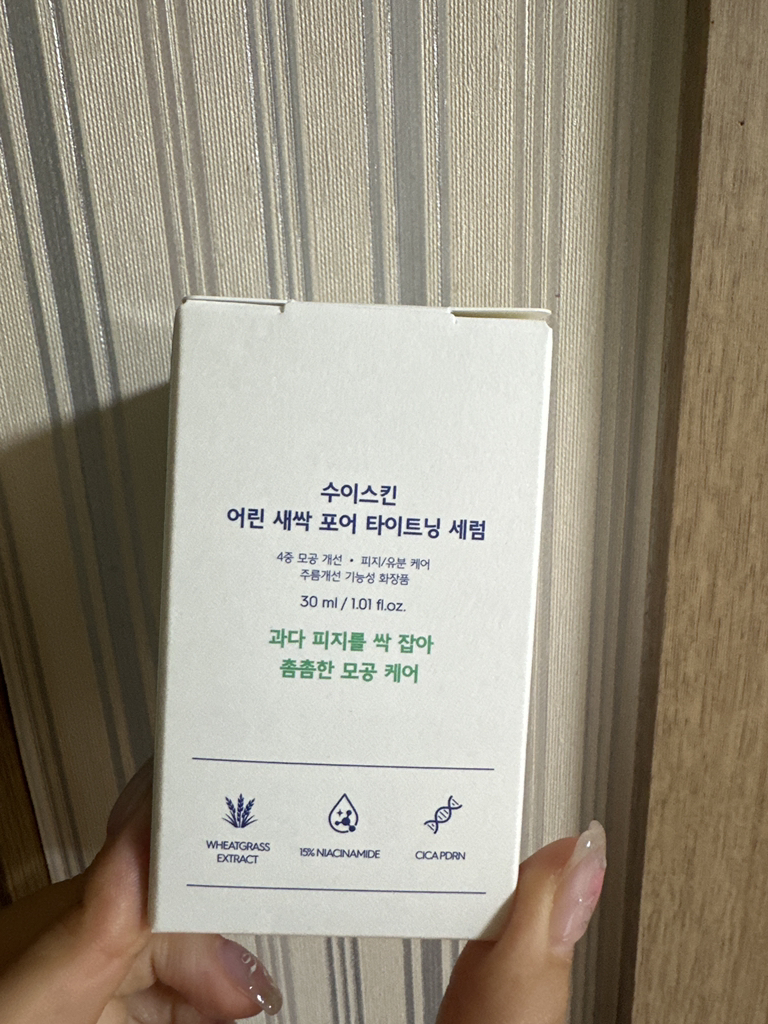 수이스킨
어린 새싹 포어 타이트닝 세럼
4중 모공 개선 • 피지/유분 케어
주름개선 기능성 화장품
30 ml / 1.01 fl.oz.
과다 피지를 싹 잡아
촘촘한 모공 케어
WHEATGRASS
EXTRACT
15% NIACINAMIDE
CICA PDRN